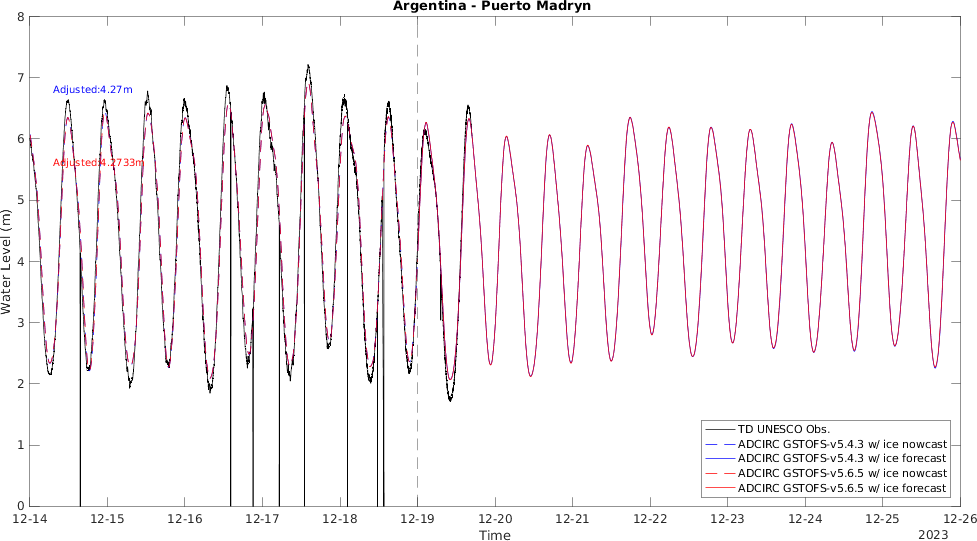 Argentina - Puerto Madryn
8
7
6
5
4
3
2
1
0
Water Level (m)
Adjusted:4.27m
Adjusted:4.2733m
TD UNESCO Obs.
ADCIRC GSTOFS-v5.4.3 w/ ice nowcast
ADCIRC GSTOFS-v5.4.3 w/ ice forecast
ADCIRC GSTOFS-v5.6.5 w/ ice nowcast
ADCIRC GSTOFS-v5.6.5 w/ ice forecast
12-14 12-15 12-16 12-17 12-18 12-19 12-20 12-21 12-22 12-23 12-24 12-25 12-26
Time
2023